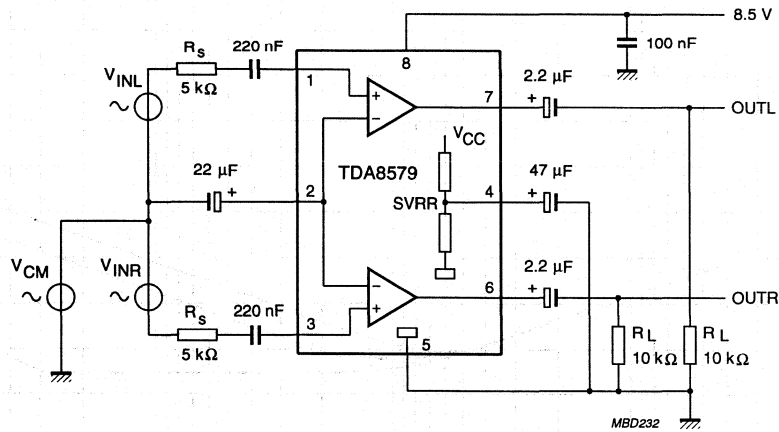 8.5 V
100 nF
8
R_S
5 kΩ
220 nF
1
V_INL
~
+
−
7
2.2 μF
+
OUTL
22 μF
+
2
TDA8579
V_CC
SVRR
4
47 μF
+
V_CM
~
V_INR
~
−
+
6
2.2 μF
+
OUTR
R_S
5 kΩ
220 nF
3
5
R_L
10 kΩ
R_L
10 kΩ
MBD232